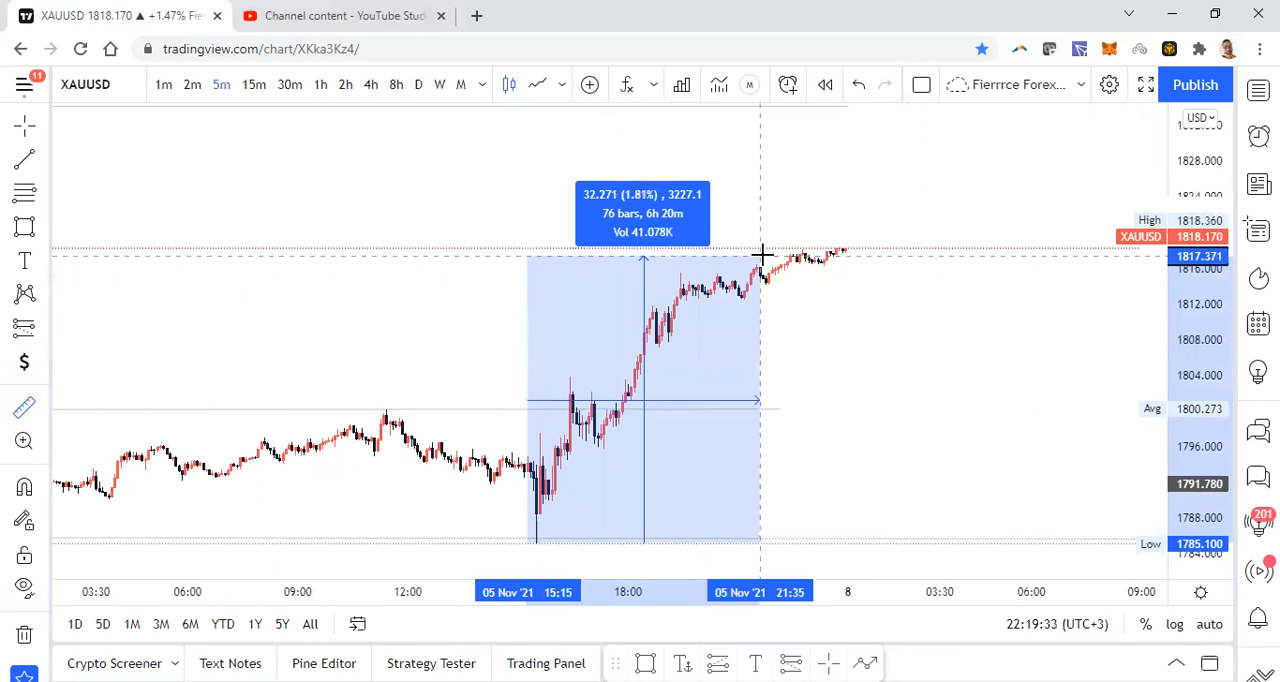 XAUUSD 1818.170 ▲ +1.47% Fie
Channel content - YouTube Stud
tradingview.com/chart/XKka3Kz4/
11
XAUUSD
1m 2m 5m 15m 30m 1h 2h 4h 8h D W M
M
Fierrrce Forex...
Publish
USD
1828.000
1824.000
32.271 (1.81%) , 3227.1
76 bars, 6h 20m
Vol 41.078K
High 1818.360
XAUUSD 1818.170
1817.371
1816.000
1812.000
1808.000
1804.000
Avg 1800.273
1796.000
1791.780
1788.000
Low 1785.100
1784.000
201
03:30 06:00 09:00 12:00 05 Nov '21 15:15 18:00 05 Nov '21 21:35 8 03:30 06:00 09:00
1D 5D 1M 3M 6M YTD 1Y 5Y All
22:19:33 (UTC+3) % log auto
Crypto Screener Text Notes Pine Editor Strategy Tester Trading Panel